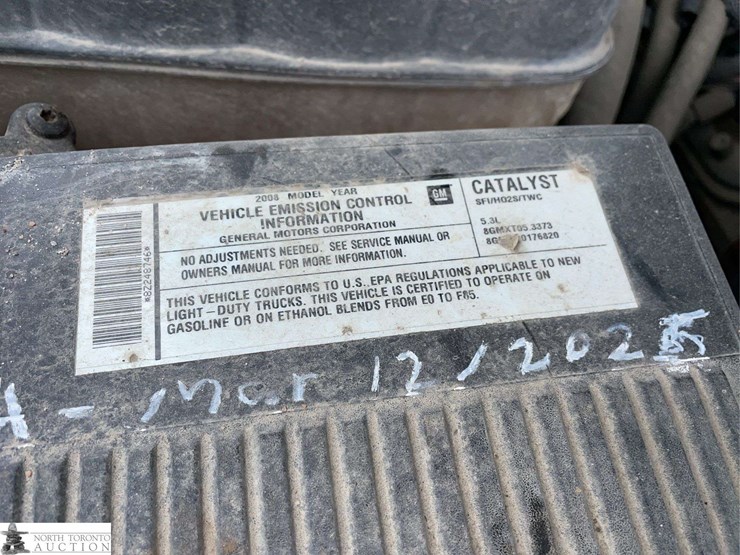 2008 MODEL YEAR
VEHICLE EMISSION CONTROL
INFORMATION
GENERAL MOTORS CORPORATION
GM
CATALYST
SFI/HO2S/TWC
5.3L
8GMXT05.3373
0176820
NO ADJUSTMENTS NEEDED. SEE SERVICE MANUAL OR
OWNERS MANUAL FOR MORE INFORMATION.
THIS VEHICLE CONFORMS TO U.S. EPA REGULATIONS APPLICABLE TO NEW
LIGHT-DUTY TRUCKS. THIS VEHICLE IS CERTIFIED TO OPERATE ON
GASOLINE OR ON ETHANOL BLENDS FROM E0 TO E85.
*82248746*
- Mar 12/2025
NORTH TORONTO
AUCTION